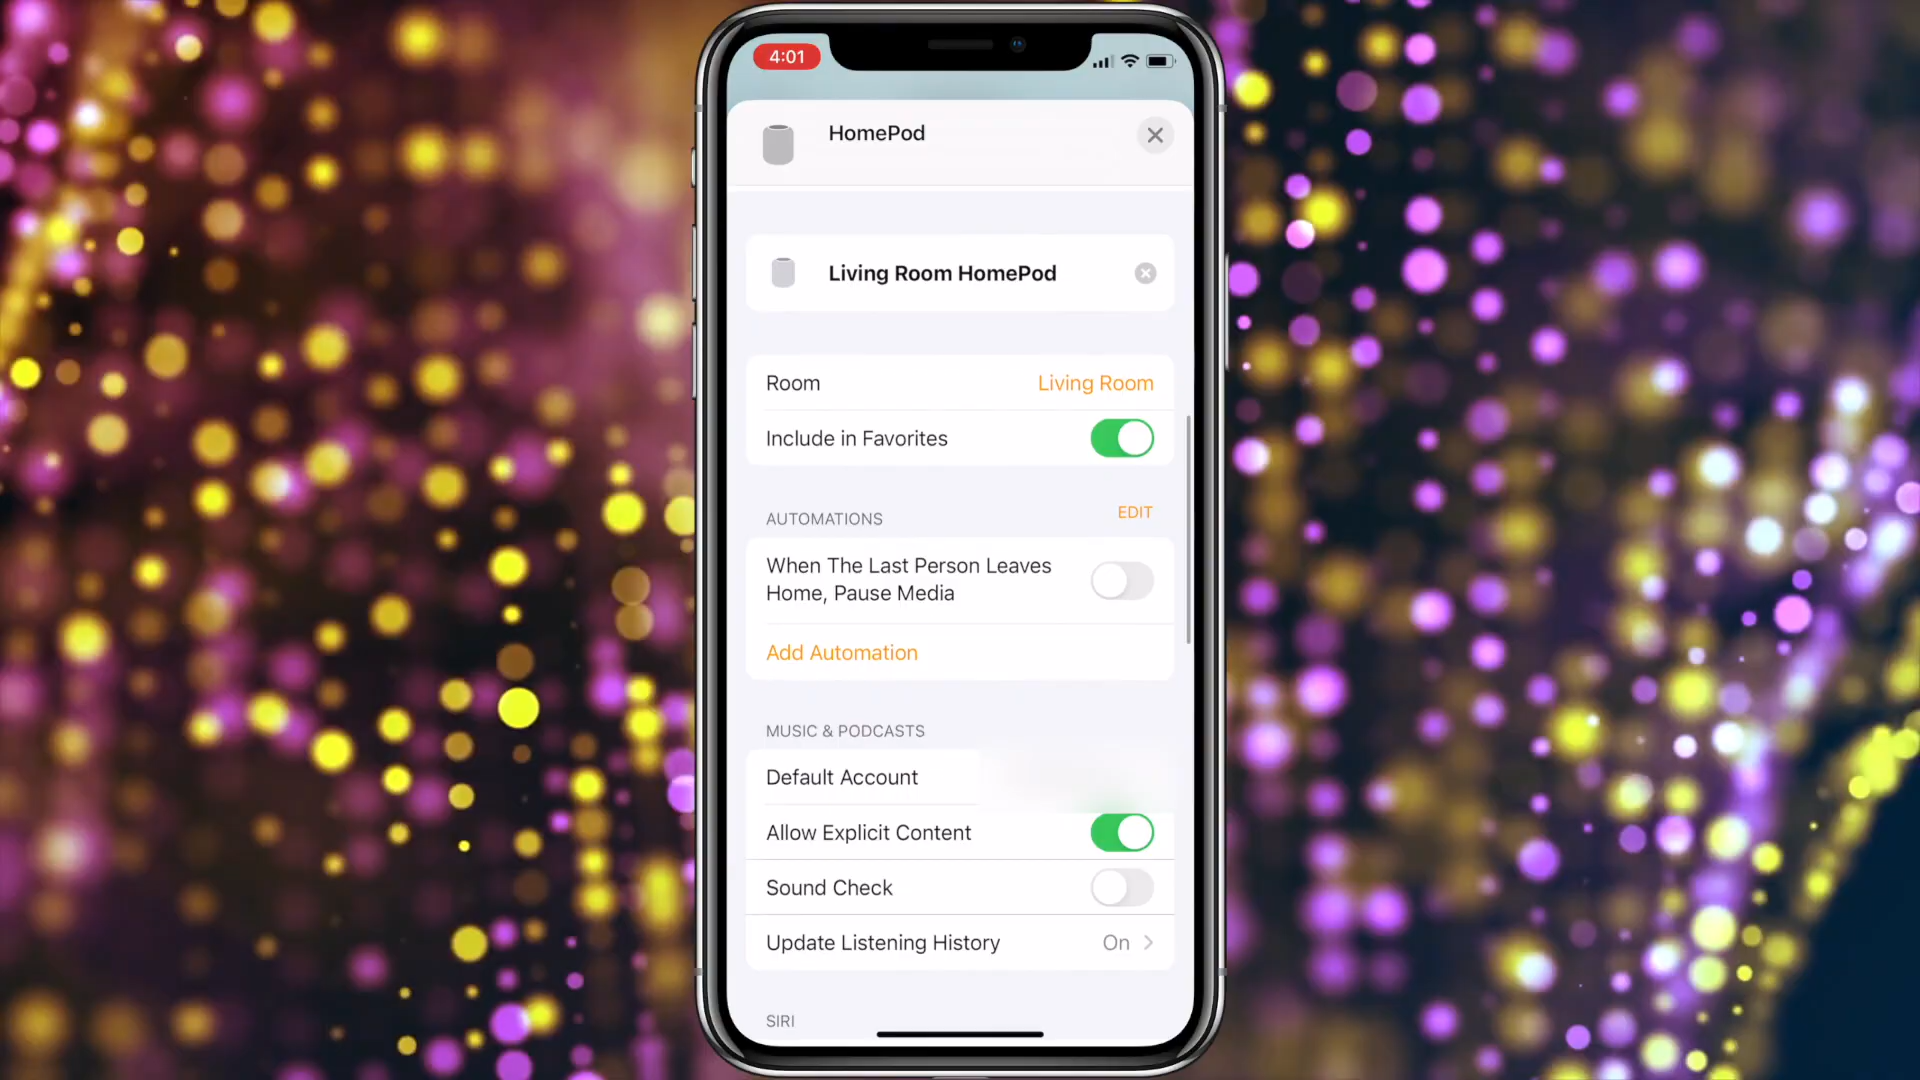 4:01
HomePod
Living Room HomePod
Room
Living Room
Include in Favorites
AUTOMATIONS
EDIT
When The Last Person Leaves
Home, Pause Media
Add Automation
MUSIC & PODCASTS
Default Account
Allow Explicit Content
Sound Check
Update Listening History
On
SIRI